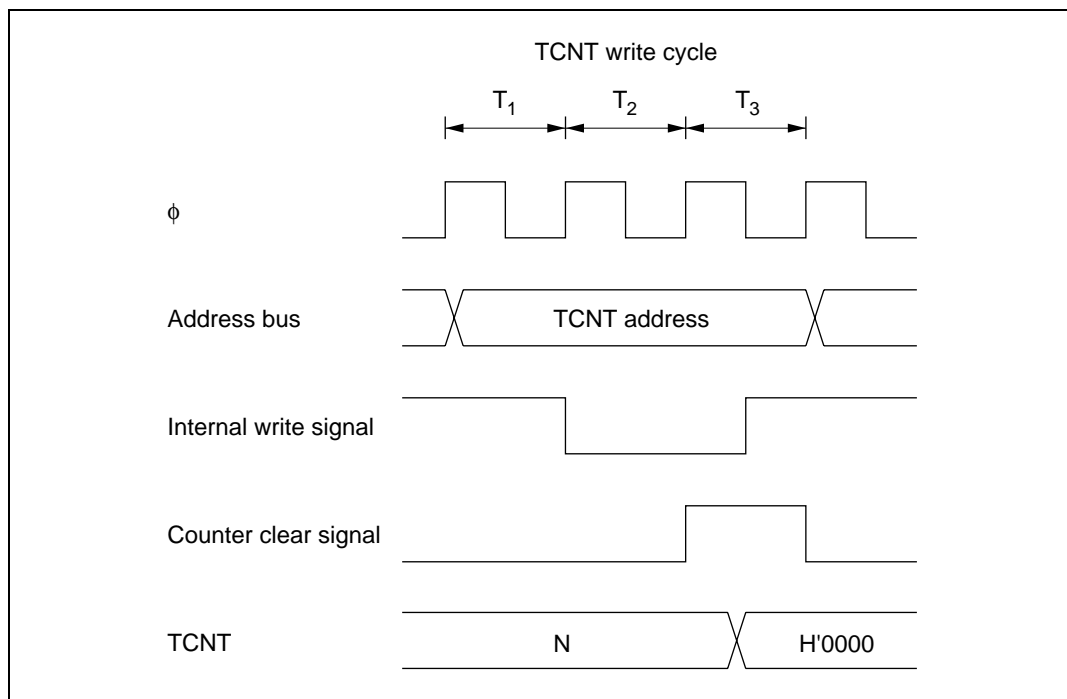 TCNT write cycle
T1 T2 T3
ϕ
Address bus TCNT address
Internal write signal
Counter clear signal
TCNT N H'0000